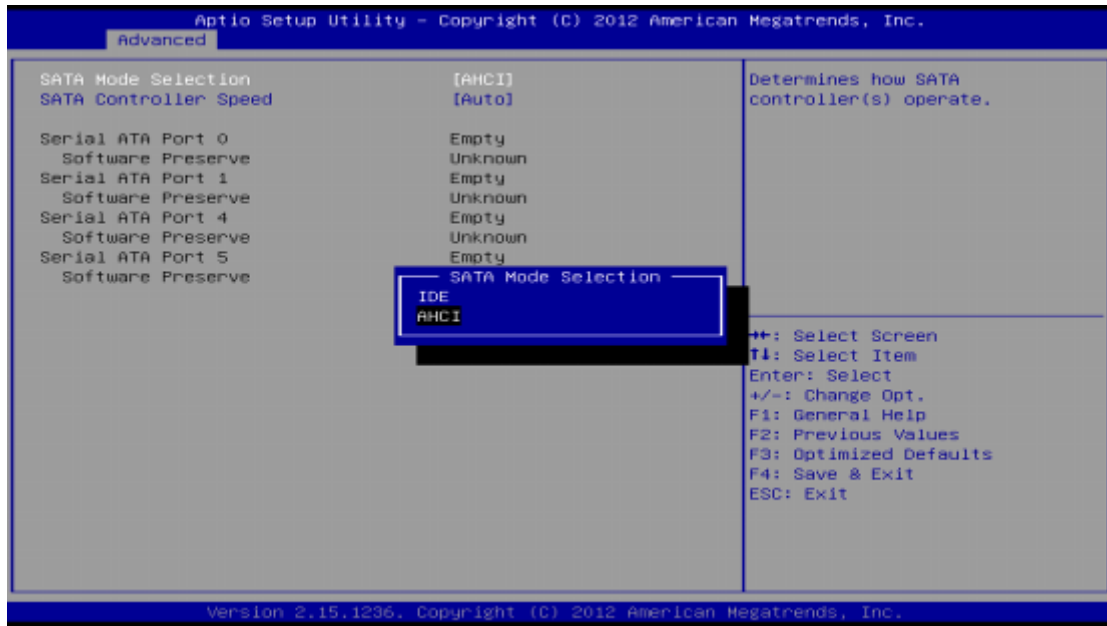 Aptio Setup Utility – Copyright (C) 2012 American Megatrends, Inc.
Advanced
SATA Mode Selection [AHCI]
SATA Controller Speed [Auto]
Serial ATA Port 0 Empty
Software Preserve Unknown
Serial ATA Port 1 Empty
Software Preserve Unknown
Serial ATA Port 4 Empty
Software Preserve Unknown
Serial ATA Port 5 Empty
Software Preserve
SATA Mode Selection
IDE
AHCI
Determines how SATA
controller(s) operate.
→←: Select Screen
↑↓: Select Item
Enter: Select
+/-: Change Opt.
F1: General Help
F2: Previous Values
F3: Optimized Defaults
F4: Save & Exit
ESC: Exit
Version 2.15.1236. Copyright (C) 2012 American Megatrends, Inc.